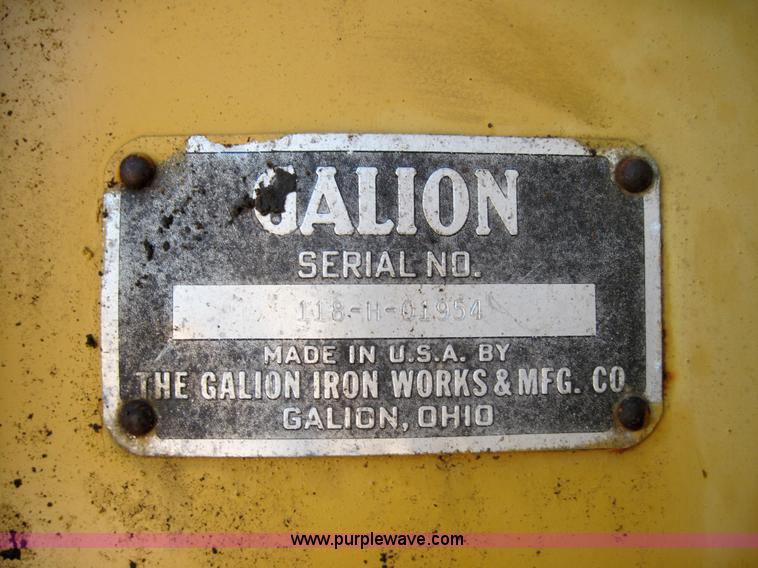 GALION
SERIAL NO.
118-H-01954
MADE IN U.S.A. BY
THE GALION IRON WORKS & MFG. CO
GALION, OHIO
www.purplewave.com